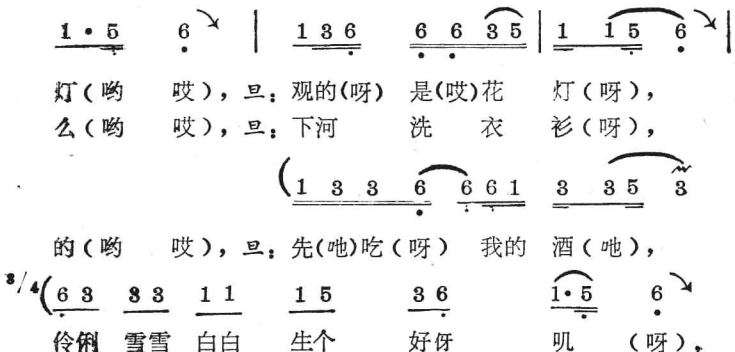 1·5 6 | 1 3 6 6 6 3 5 | 1 1 5 6 |
灯(哟 哎),旦:观的(呀) 是(哎)花 灯(呀),
么(哟 哎),旦:下河 洗 衣 衫(呀),
(1 3 3 6 6 6 1 3 3 5 3
的(哟 哎),旦:先(吔)吃(呀) 我的 酒(吔),
3/4(6 3 3 3 1 1 1 5 3 6 1·5 6
伶俐 雪雪 白白 生个 好伢 叽 (呀),